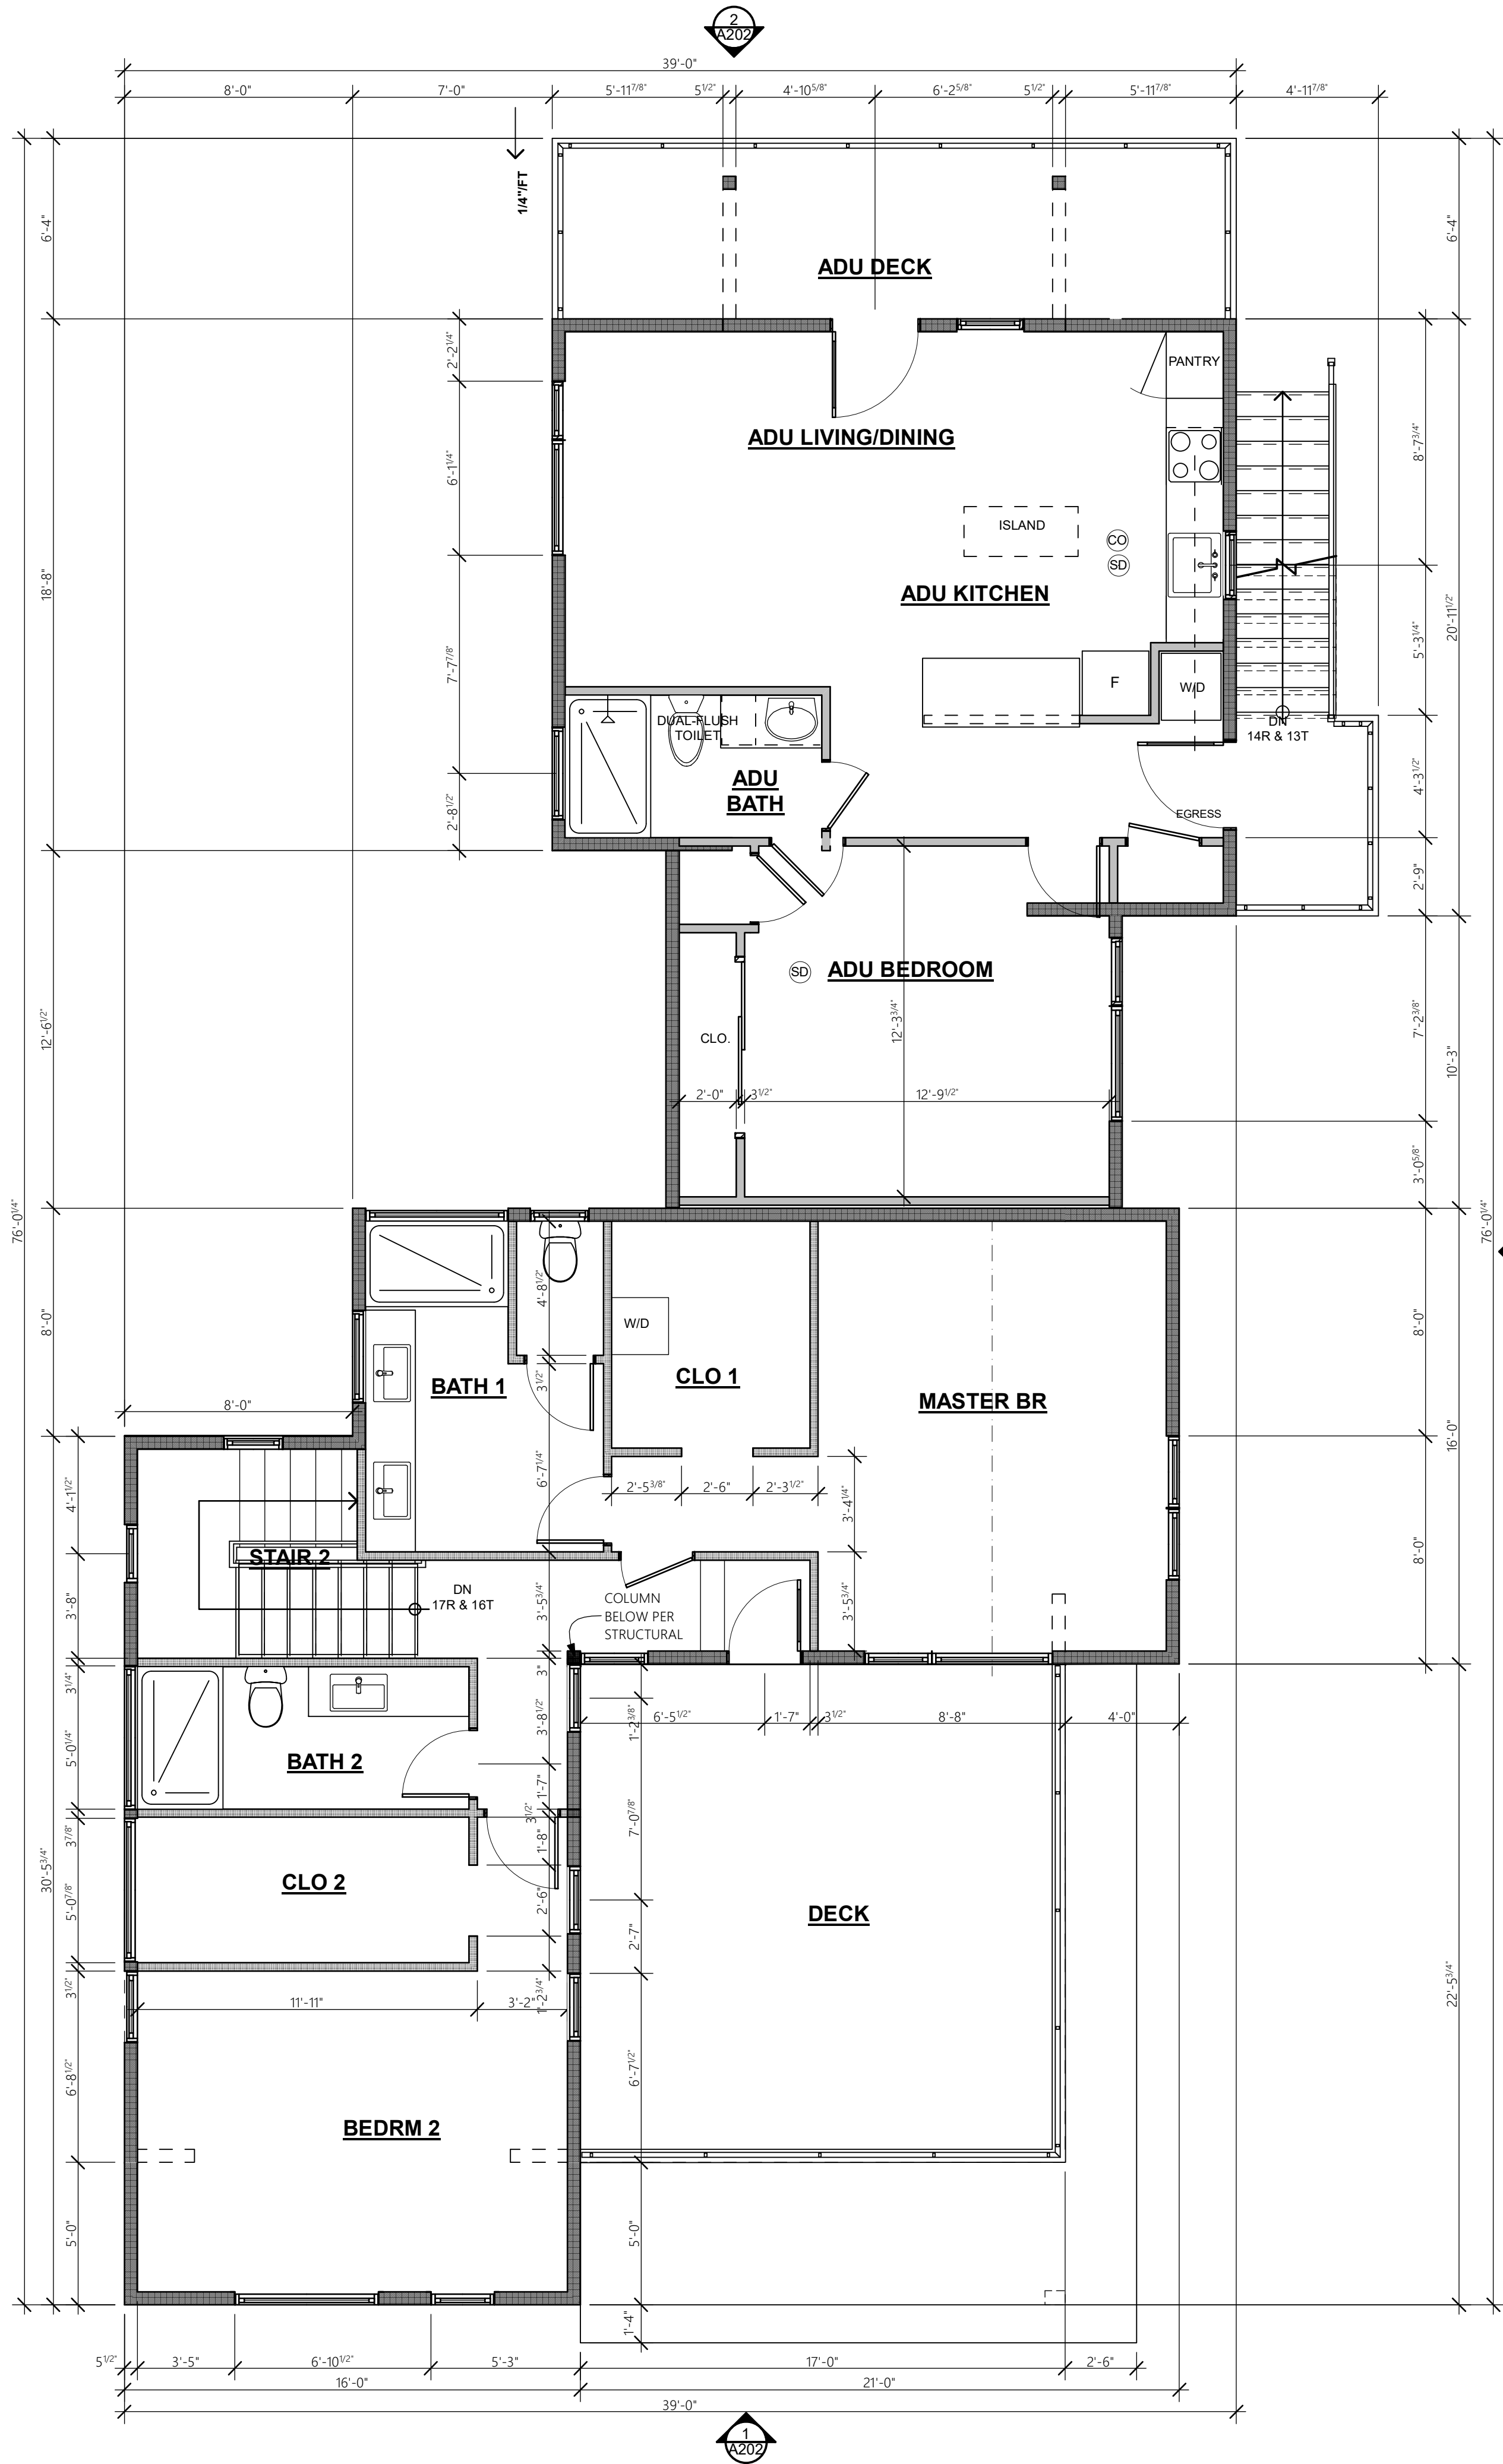 2
A202
39'-0"
8'-0"
7'-0"
5'-11 7/8"
5 1/2"
4'-10 5/8"
6'-2 5/8"
5 1/2"
5'-11 7/8"
4'-11 7/8"
1/4"/FT
6'-4"
6'-4"
ADU DECK
2'-2 1/4"
PANTRY
ADU LIVING/DINING
8'-7 3/4"
6'-1 1/4"
ISLAND
CO
SD
18'-8"
ADU KITCHEN
20'-11 1/2"
5'-3 1/4"
7'-7 7/8"
F
W/D
DUAL-FLUSH
TOILET
DN
14R & 13T
ADU
BATH
4'-3 1/2"
2'-8 1/2"
EGRESS
2'-9"
SD
ADU BEDROOM
12'-6 1/2"
CLO.
12'-3 3/4"
7'-2 3/8"
10'-3"
2'-0"
3 1/2"
12'-9 1/2"
3'-0 5/8"
76'-0 1/4"
76'-0 1/4"
4'-8 1/2"
8'-0"
W/D
8'-0"
BATH 1
3 1/2"
CLO 1
MASTER BR
8'-0"
16'-0"
6'-7 1/4"
2'-5 3/8"
2'-6"
2'-3 1/2"
4'-1 1/2"
3'-4 1/4"
STAIR 2
8'-0"
DN
17R & 16T
3'-8"
3'-5 3/4"
COLUMN
BELOW PER
STRUCTURAL
3'-5 3/4"
3 1/4"
3"
3'-8 1/2"
1'-2 3/8"
6'-5 1/2"
1'-7"
3 1/2"
8'-8"
4'-0"
5'-0 1/4"
BATH 2
1'-7"
3 1/2"
7'-0 7/8"
3 7/8"
1'-8"
30'-5 3/4"
CLO 2
5'-0 7/8"
2'-6"
DECK
2'-7"
3 1/2"
11'-11"
3'-2"
1'-2 3/4"
22'-5 3/4"
6'-8 1/2"
6'-7 1/2"
BEDRM 2
5'-0"
5'-0"
1'-4"
5 1/2"
3'-5"
6'-10 1/2"
5'-3"
17'-0"
2'-6"
16'-0"
21'-0"
39'-0"
1
A202